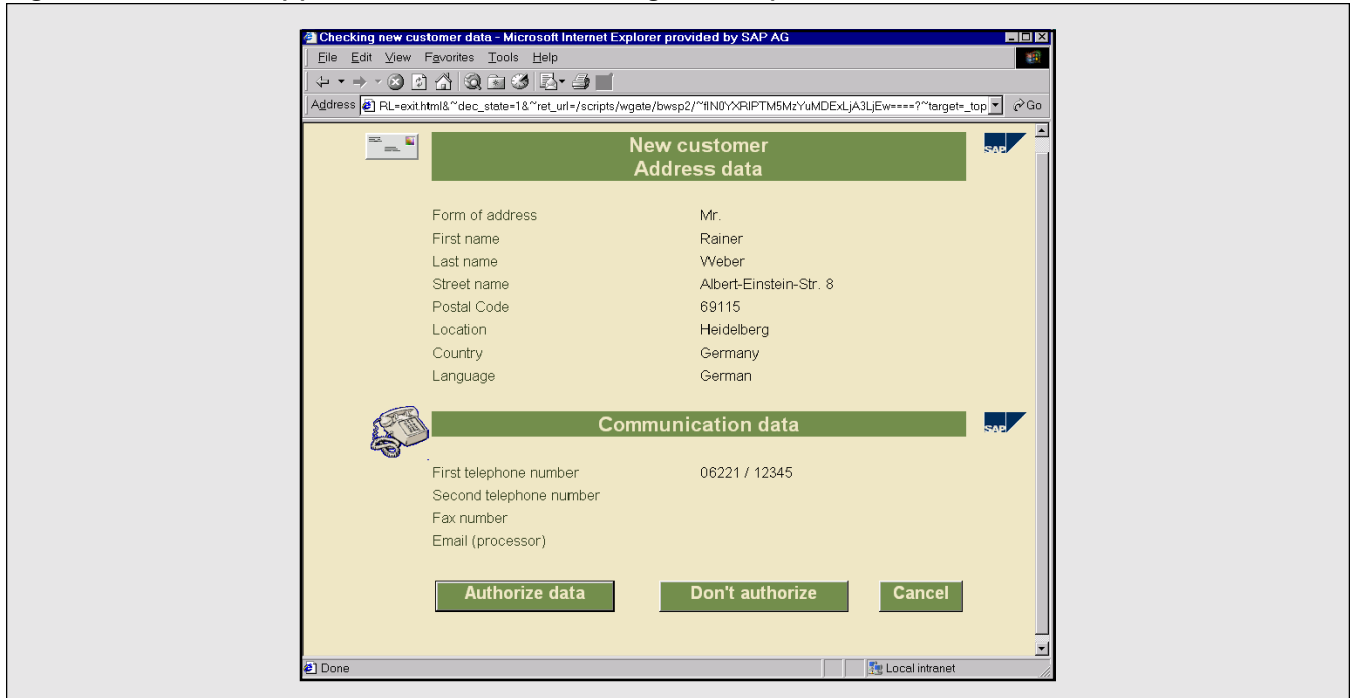 Checking new customer data - Microsoft Internet Explorer provided by SAP AG
File Edit View Favorites Tools Help
Address RL=exit.html&~dec_state=1&~ret_url=/scripts/wgate/bwsp2/~flN0YXRlPTM5MzYuMDExLjA3LjEw====?~target=_top Go
New customer
Address data
SAP
Form of address Mr.
First name Rainer
Last name Weber
Street name Albert-Einstein-Str. 8
Postal Code 69115
Location Heidelberg
Country Germany
Language German
Communication data
SAP
First telephone number 06221 / 12345
Second telephone number
Fax number
Email (processor)
Authorize data Don't authorize Cancel
Done Local intranet